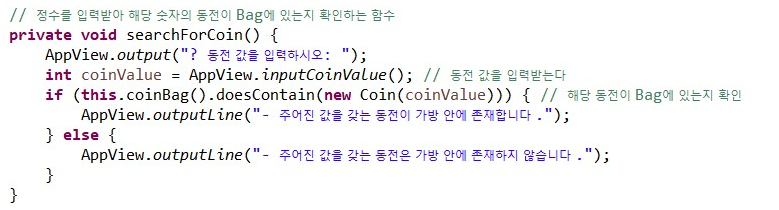 // 정수를 입력받아 해당 숫자의 동전이 Bag에 있는지 확인하는 함수
private void searchForCoin() {
    AppView.output("? 동전 값을 입력하시오: ");
    int coinValue = AppView.inputCoinValue(); // 동전 값을 입력받는다
    if (this.coinBag().doesContain(new Coin(coinValue))) { // 해당 동전이 Bag에 있는지 확인
        AppView.outputLine("- 주어진 값을 갖는 동전이 가방 안에 존재합니다.");
    } else {
        AppView.outputLine("- 주어진 값을 갖는 동전은 가방 안에 존재하지 않습니다.");
    }
}